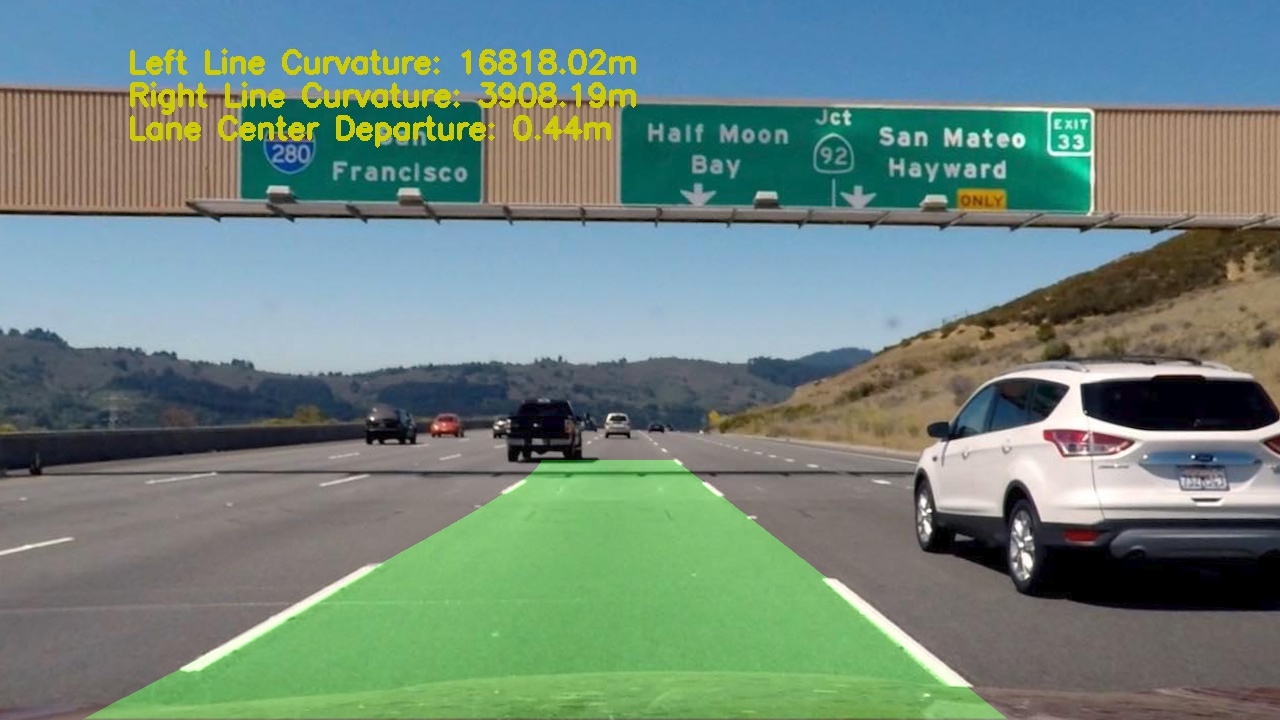 Left Line Curvature: 16818.02m
Right Line Curvature: 3908.19m
Lane Center Departure: 0.44m
280
San
Francisco
Half Moon
Bay
Jct
92
San Mateo
Hayward
EXIT
33
ONLY